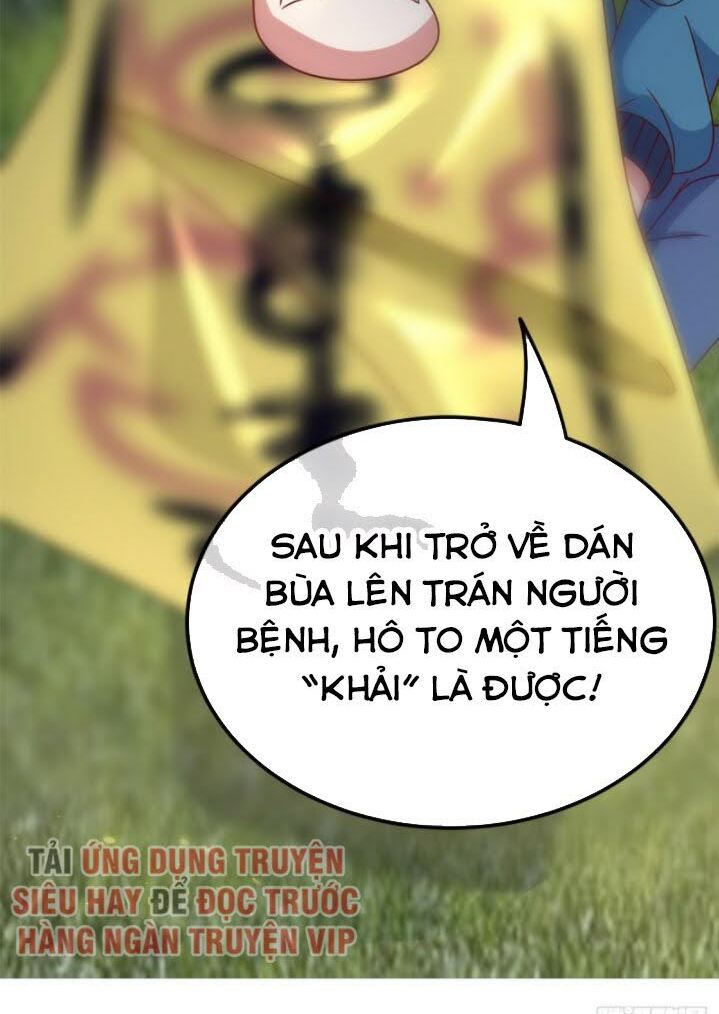 SAU KHI TRỞ VỀ DÁN
BÙA LÊN TRÁN NGƯỜI
BỆNH, HÔ TO MỘT TIẾNG
"KHẢI" LÀ ĐƯỢC!
TẢI ỨNG DỤNG TRUYỆN
SIÊU HAY ĐỂ ĐỌC TRƯỚC
HÀNG NGÀN TRUYỆN VIP